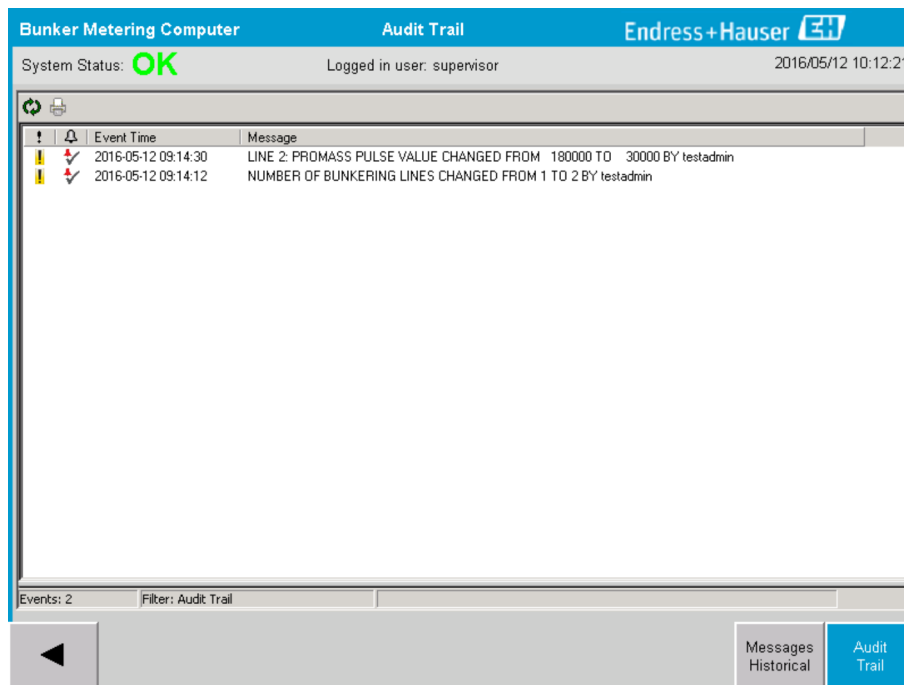 Bunker Metering Computer Audit Trail Endress+Hauser EH
System Status: OK Logged in user: supervisor 2016/05/12 10:12:21
! Event Time Message
! 2016-05-12 09:14:30 LINE 2: PROMASS PULSE VALUE CHANGED FROM 180000 TO 30000 BY testadmin
! 2016-05-12 09:14:12 NUMBER OF BUNKERING LINES CHANGED FROM 1 TO 2 BY testadmin
Events: 2 Filter: Audit Trail
Messages Audit
Historical Trail